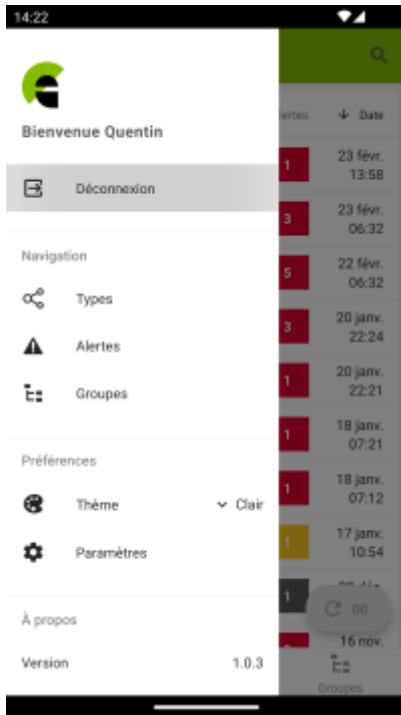 14:22
Bienvenue Quentin
Déconnexion
Navigation
Types
Alertes
Groupes
Préférences
Thème
Clair
Paramètres
À propos
Version
1.0.3
Date
1
23 févr.
13:58
3
23 févr.
06:32
5
22 févr.
06:32
3
20 janv.
22:24
1
20 janv.
22:21
1
18 janv.
07:21
1
18 janv.
07:12
1
17 janv.
10:54
1
00
16 nov.
Groupes